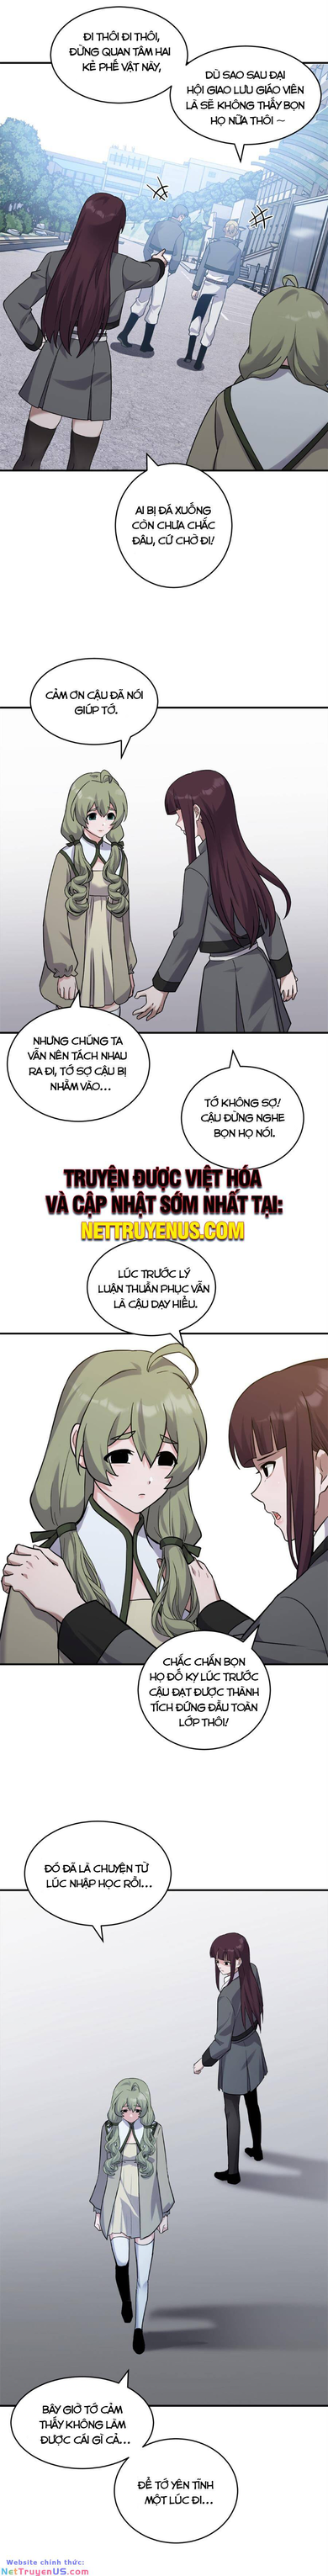 ĐI THÔI ĐI THÔI,
ĐỪNG QUAN TÂM HAI
KẺ PHẾ VẬT NÀY,
DÙ SAO SAU ĐẠI
HỘI GIAO LƯU GIÁO VIÊN
LÀ SẼ KHÔNG THẤY BỌN
HỌ NỮA THÔI ~
AI BỊ ĐÁ XUỐNG
CÒN CHƯA CHẮC
ĐÂU, CỨ CHỜ ĐI!
CẢM ƠN CẬU ĐÃ NÓI
GIÚP TỚ.
NHƯNG CHÚNG TA
VẪN NÊN TÁCH NHAU
RA ĐI, TỚ SỢ CẬU BỊ
NHẮM VÀO...
TỚ KHÔNG SỢ!
CẬU ĐỪNG NGHE
BỌN HỌ NÓI.
TRUYỆN ĐƯỢC VIỆT HÓA
VÀ CẬP NHẬT SỚM NHẤT TẠI:
NETTRUYENUS.COM
LÚC TRƯỚC LÝ
LUẬN THUẦN PHỤC VẪN
LÀ CẬU DẠY HIỂU.
CHẮC CHẮN BỌN
HỌ ĐỐ KỴ LÚC TRƯỚC
CẬU ĐẠT ĐƯỢC THÀNH
TÍCH ĐỨNG ĐẦU TOÀN
LỚP THÔI!
ĐÓ ĐÃ LÀ CHUYỆN TỪ
LÚC NHẬP HỌC RỒI...
BÂY GIỜ TỚ CẢM
THẤY KHÔNG LÀM
ĐƯỢC CÁI GÌ CẢ...
ĐỂ TỚ YÊN TĨNH
MỘT LÚC ĐI...
Website chính thức:
NetTruyenUS.com